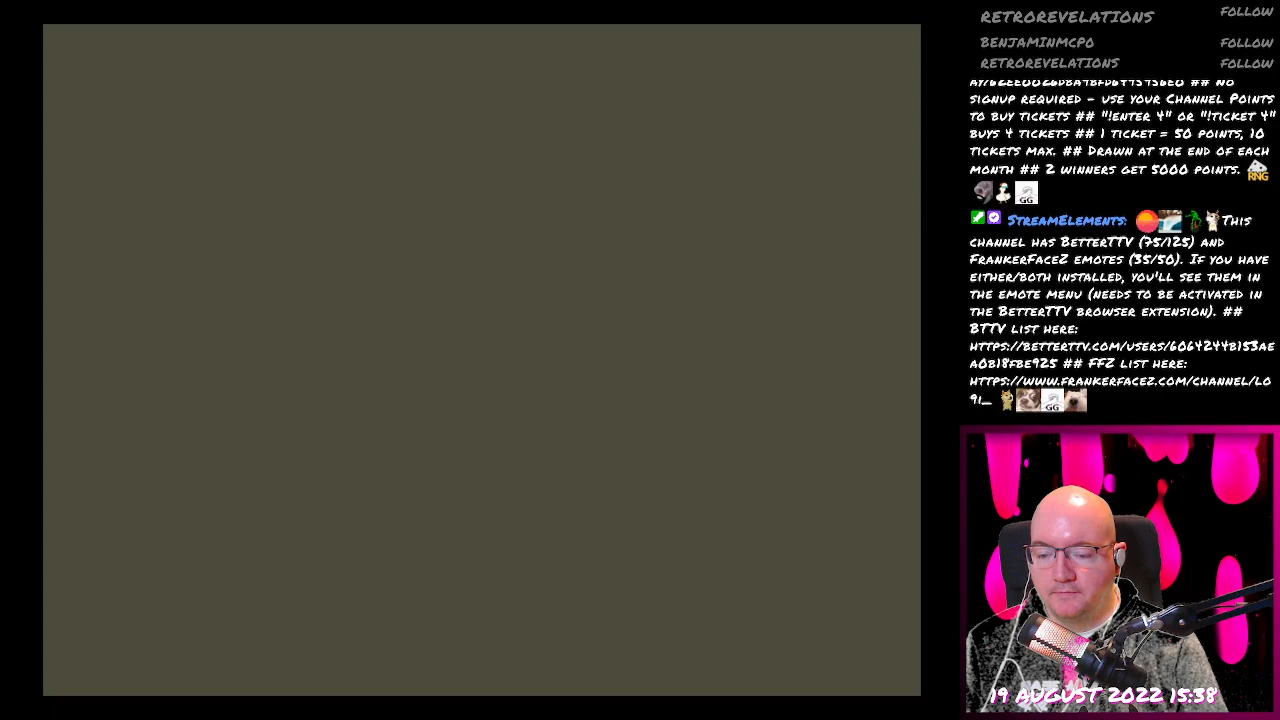 RETROREVELATIONS FOLLOW
BENJAMINMCPO FOLLOW
RETROREVELATIONS FOLLOW
## NO
SIGNUP REQUIRED - USE YOUR CHANNEL POINTS
TO BUY TICKETS ## "!ENTER 4" OR "!TICKET 4"
BUYS 4 TICKETS ## 1 TICKET = 50 POINTS, 10
TICKETS MAX. ## DRAWN AT THE END OF EACH
MONTH ## 2 WINNERS GET 5000 POINTS. RNG
GG
STREAMELEMENTS: THIS
CHANNEL HAS BETTERTTV (75/125) AND
FRANKERFACEZ EMOTES (35/50). IF YOU HAVE
EITHER/BOTH INSTALLED, YOU'LL SEE THEM IN
THE EMOTE MENU (NEEDS TO BE ACTIVATED IN
THE BETTERTTV BROWSER EXTENSION). ##
BTTV LIST HERE:
HTTPS://BETTERTTV.COM/USERS/6064244B153AE
A0B18FBE925 ## FFZ LIST HERE:
HTTPS://WWW.FRANKERFACEZ.COM/CHANNEL/LO
9I_ GG
19 AUGUST 2022 15:38